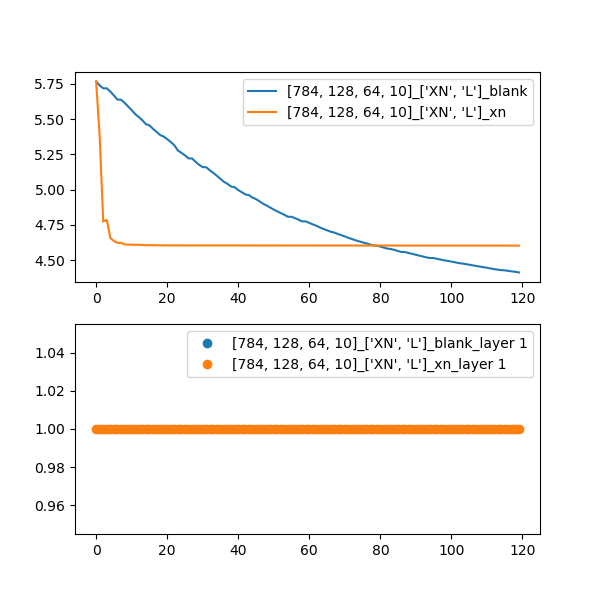 5.75
5.50
5.25
5.00
4.75
4.50
[784, 128, 64, 10]_['XN', 'L']_blank
[784, 128, 64, 10]_['XN', 'L']_xn
0 20 40 60 80 100 120
1.04
1.02
1.00
0.98
0.96
[784, 128, 64, 10]_['XN', 'L']_blank_layer 1
[784, 128, 64, 10]_['XN', 'L']_xn_layer 1
0 20 40 60 80 100 120